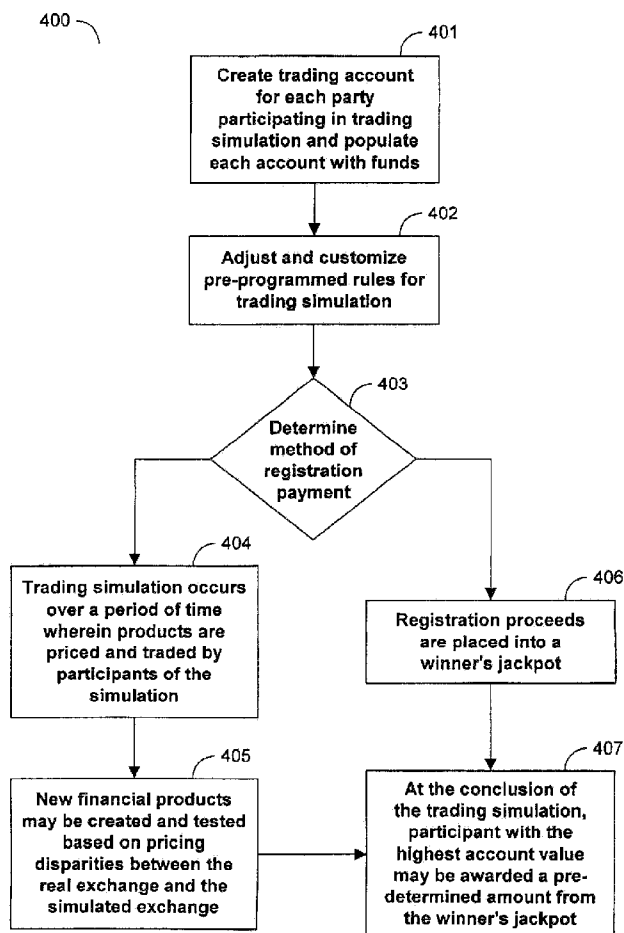 400
401
Create trading account
for each party
participating in trading
simulation and populate
each account with funds
402
Adjust and customize
pre-programmed rules for
trading simulation
403
Determine
method of
registration
payment
404
Trading simulation occurs
over a period of time
wherein products are
priced and traded by
participants of the
simulation
406
Registration proceeds
are placed into a
winner's jackpot
405
New financial products
may be created and tested
based on pricing
disparities between the
real exchange and the
simulated exchange
407
At the conclusion of
the trading simulation,
participant with the
highest account value
may be awarded a pre-
determined amount from
the winner's jackpot